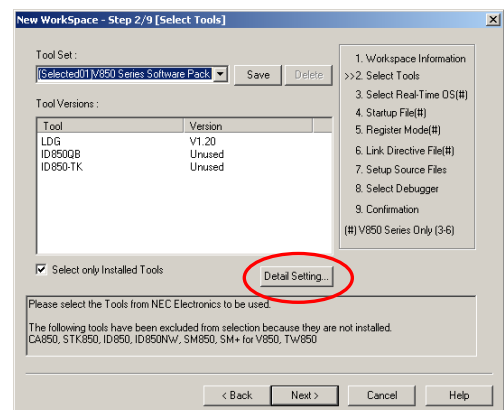 New WorkSpace - Step 2/9 [Select Tools]
Tool Set :
(Selected01)V850 Series Software Pack
Save
Delete
Tool Versions :
Tool Version
LDG V1.20
ID850QB Unused
ID850-TK Unused
Select only Installed Tools
Detail Setting...
1. Workspace Information
>>2. Select Tools
3. Select Real-Time OS(#)
4. Startup File(#)
5. Register Mode(#)
6. Link Directive File(#)
7. Setup Source Files
8. Select Debugger
9. Confirmation
(#) V850 Series Only (3-6)
Please select the Tools from NEC Electronics to be used.
The following tools have been excluded from selection because they are not installed.
CA850, STK850, ID850, ID850NW, SM850, SM+ for V850, TW850
< Back
Next >
Cancel
Help